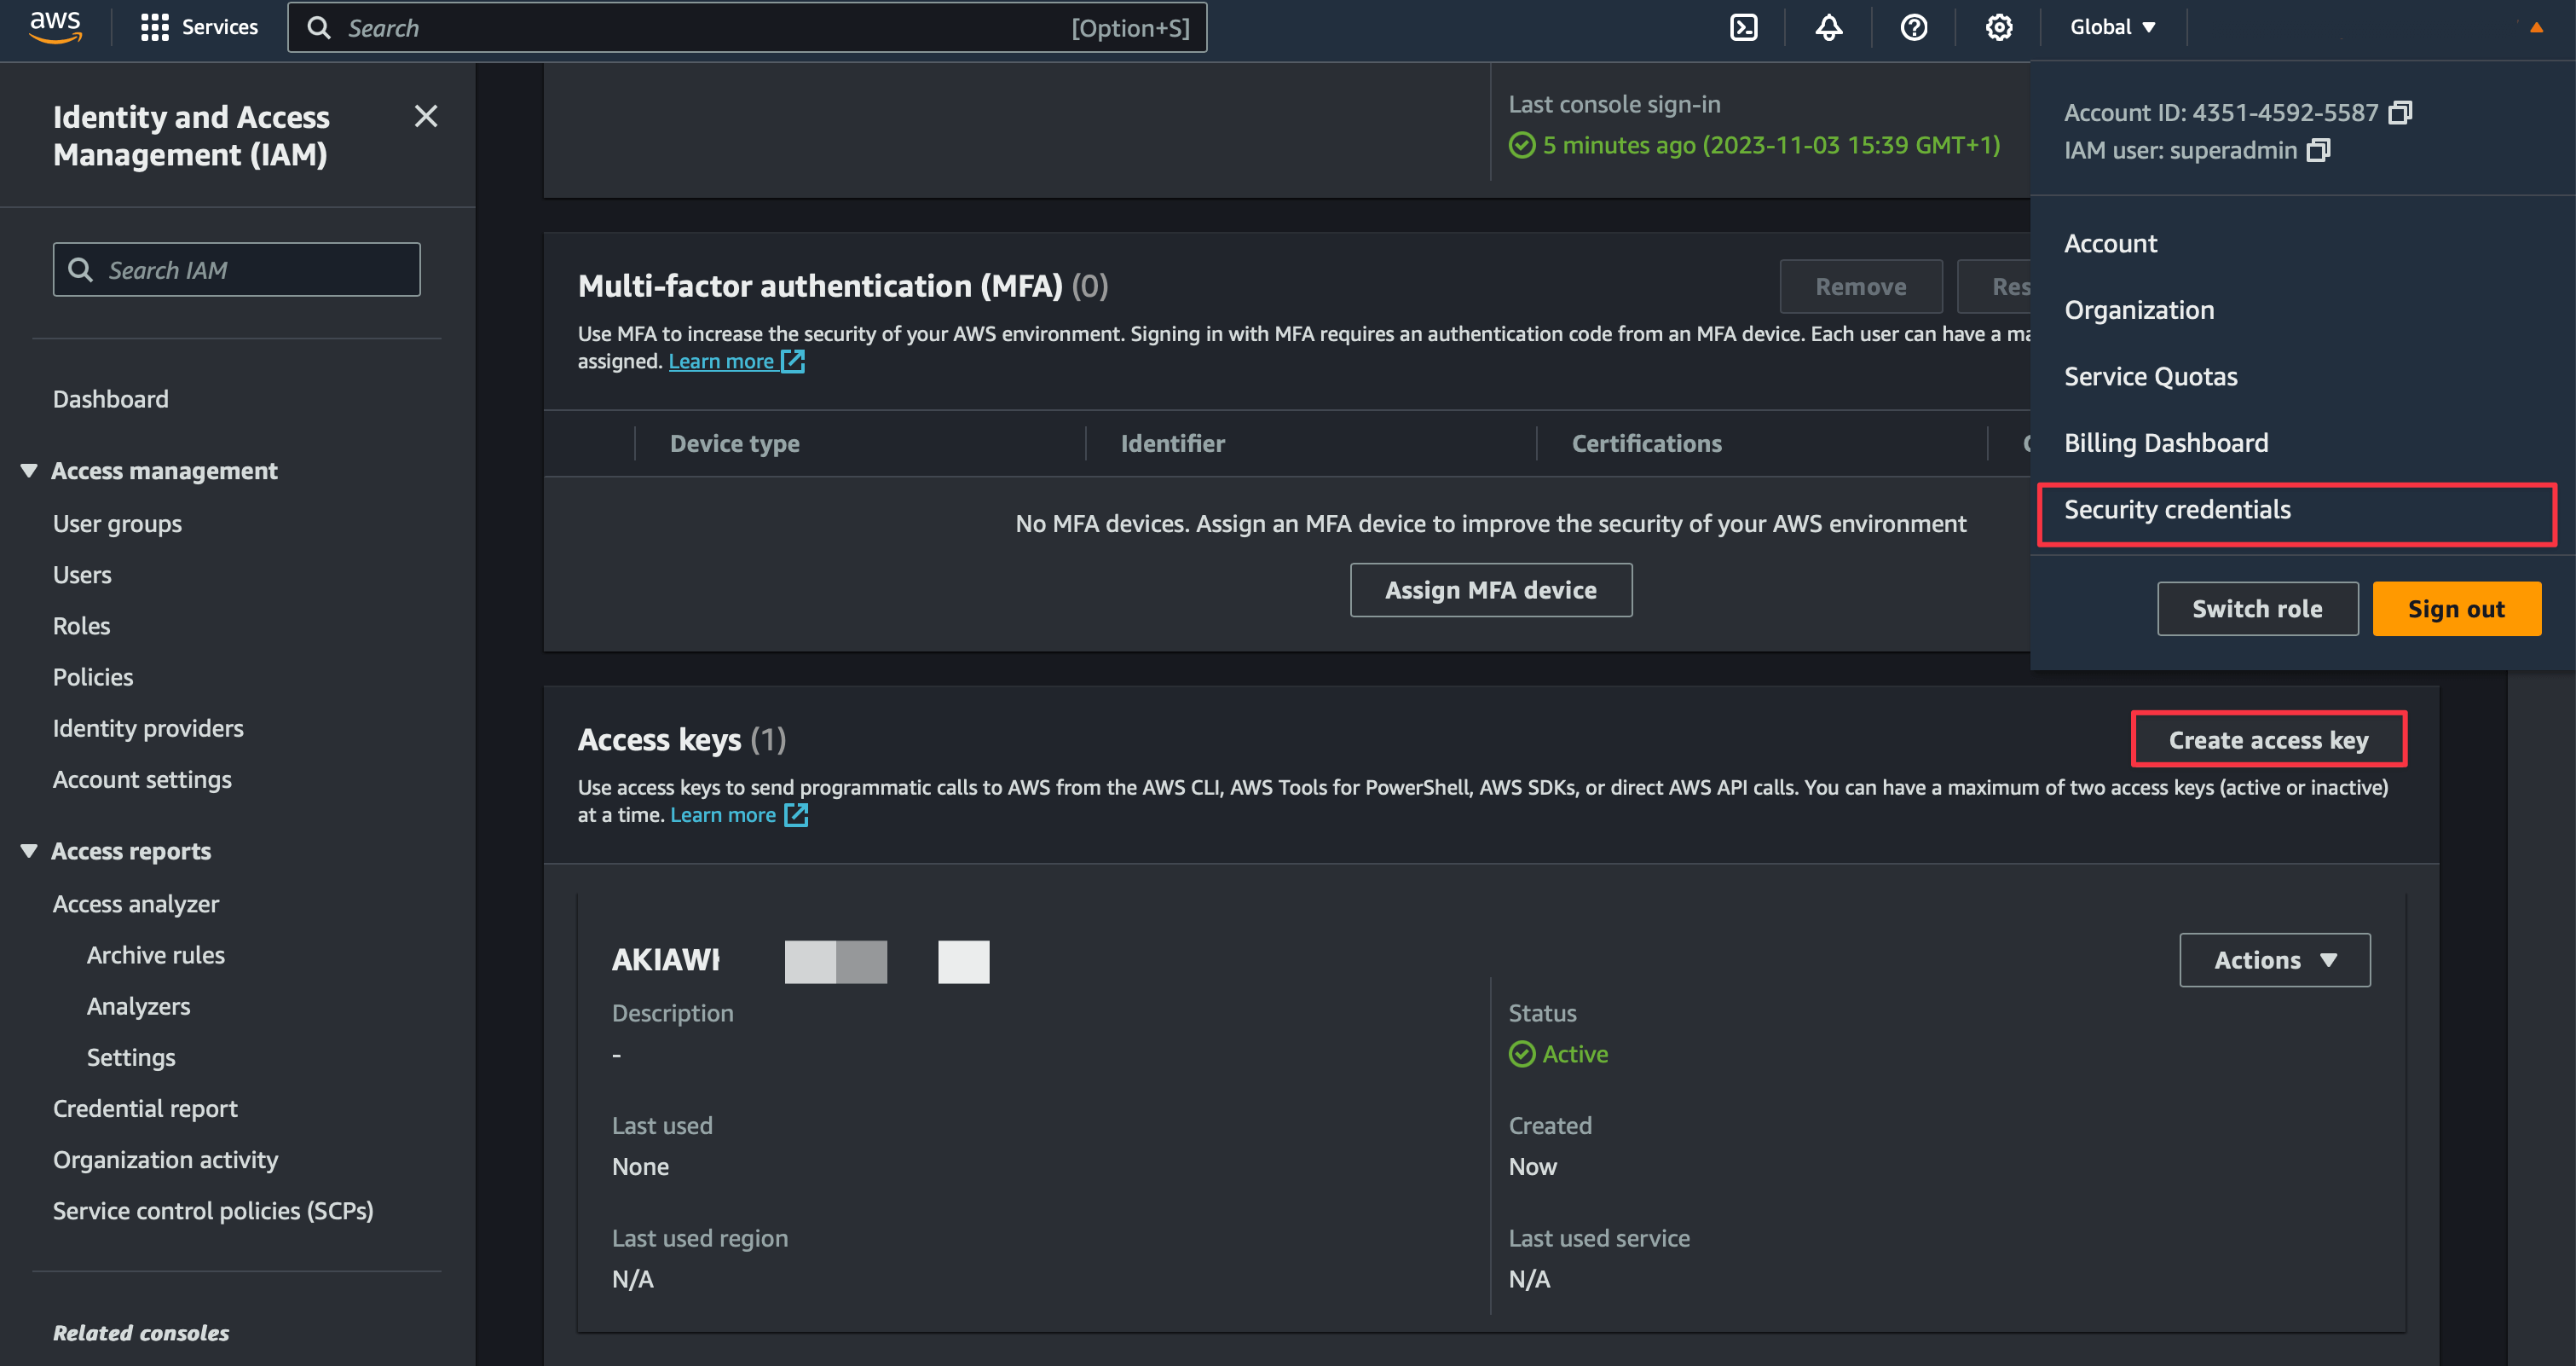 aws
Services
Search
[Option+S]
Global
Identity and Access
Management (IAM)
Search IAM
Dashboard
Access management
User groups
Users
Roles
Policies
Identity providers
Account settings
Access reports
Access analyzer
Archive rules
Analyzers
Settings
Credential report
Organization activity
Service control policies (SCPs)
Related consoles
Last console sign-in
5 minutes ago (2023-11-03 15:39 GMT+1)
Multi-factor authentication (MFA) (0)
Remove
Use MFA to increase the security of your AWS environment. Signing in with MFA requires an authentication code from an MFA device. Each user can have a
assigned. Learn more
Device type
Identifier
Certifications
No MFA devices. Assign an MFA device to improve the security of your AWS environment
Assign MFA device
Account ID: 4351-4592-5587
IAM user: superadmin
Account
Organization
Service Quotas
Billing Dashboard
Security credentials
Switch role
Sign out
Access keys (1)
Create access key
Use access keys to send programmatic calls to AWS from the AWS CLI, AWS Tools for PowerShell, AWS SDKs, or direct AWS API calls. You can have a maximum of two access keys (active or inactive)
at a time. Learn more
Actions
Description
-
Status
Active
Last used
None
Created
Now
Last used region
N/A
Last used service
N/A